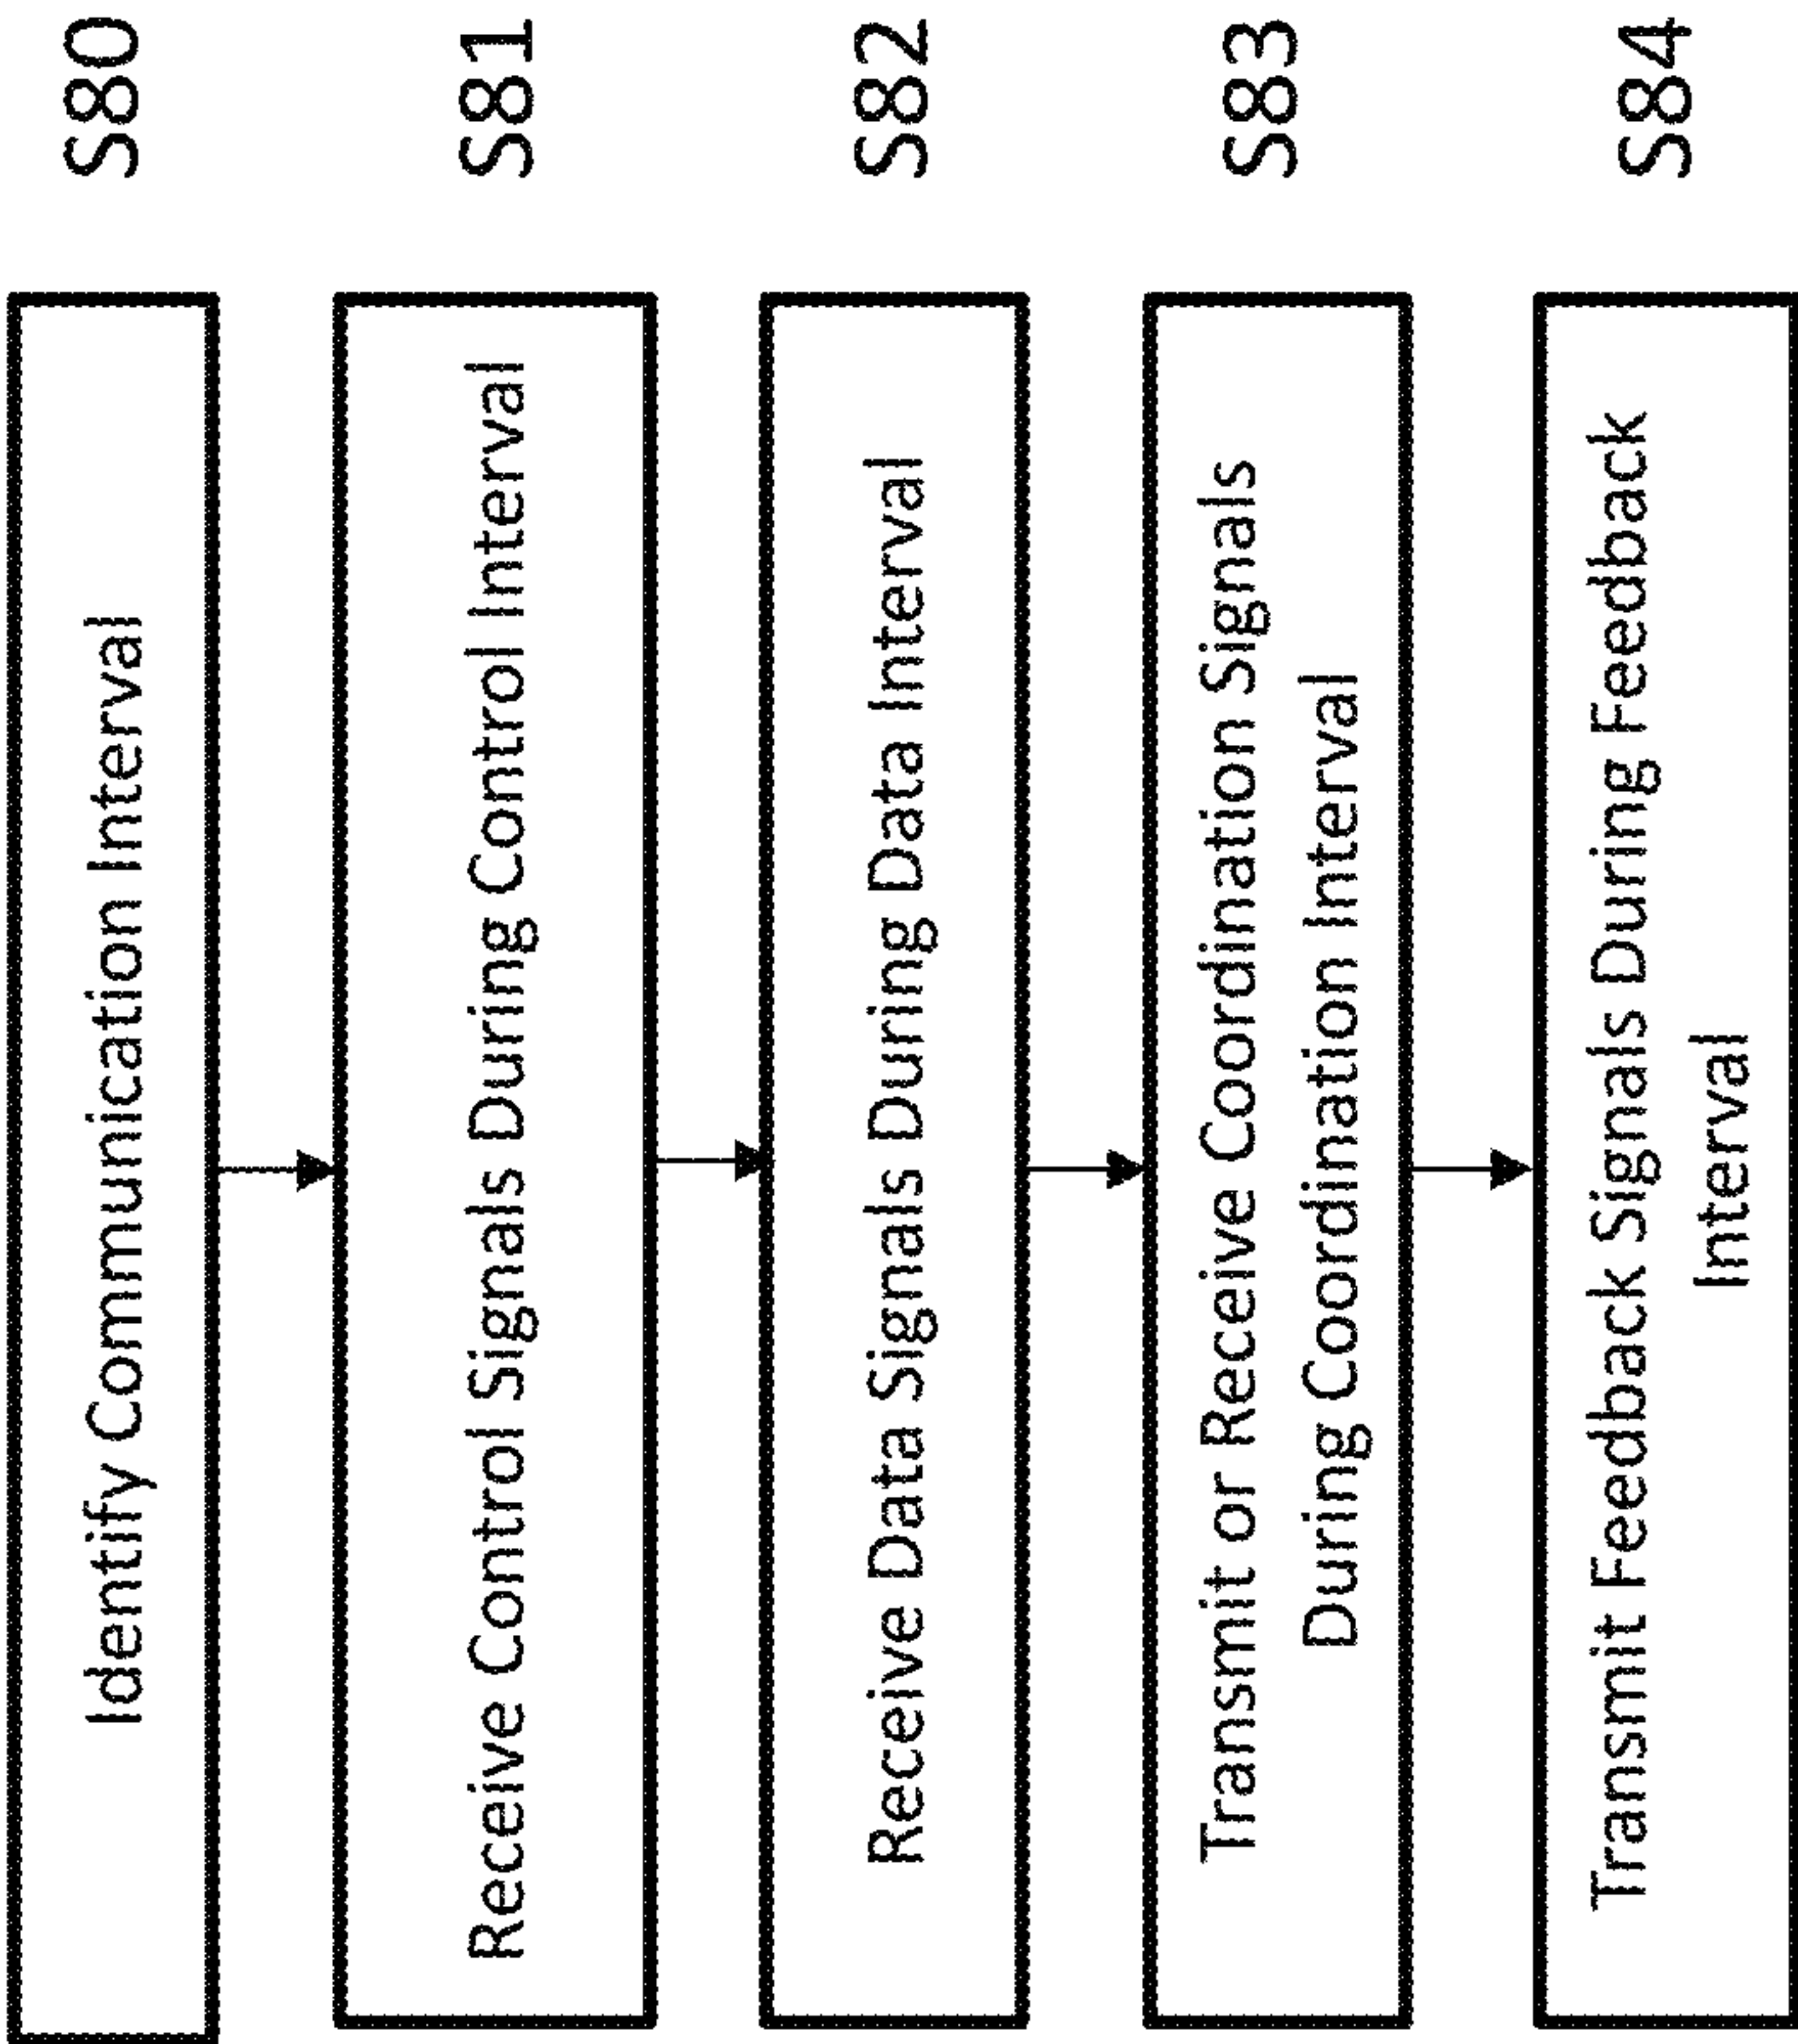 Identify Communication Interval
S80
Receive Control Signals During Control Interval
S81
Receive Data Signals During Data Interval
S82
Transmit or Receive Coordination Signals
During Coordination Interval
S83
Transmit Feedback Signals During Feedback
Interval
S84